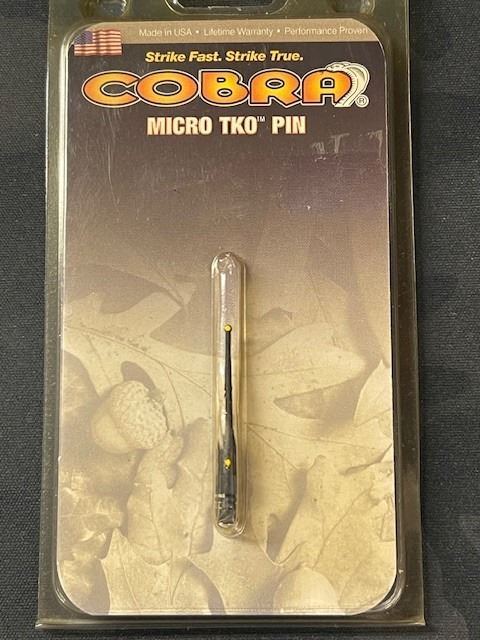 Made in USA • Lifetime Warranty • Performance Proven
Strike Fast. Strike True.
COBRA®
MICRO TKO™ PIN